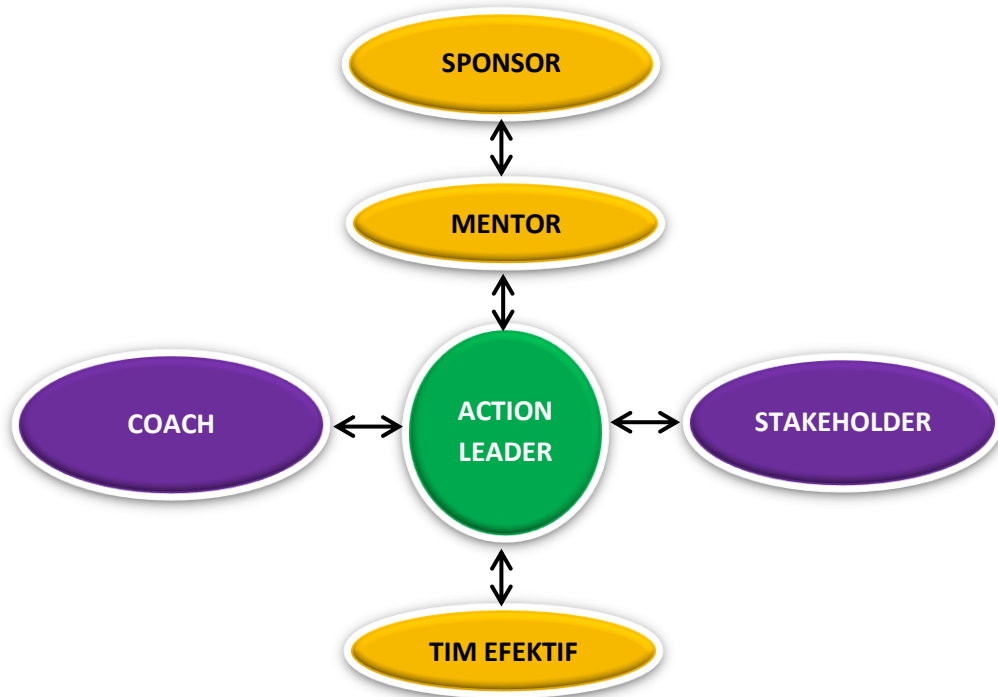 SPONSOR
MENTOR
COACH
ACTION
LEADER
STAKEHOLDER
TIM EFEKTIF